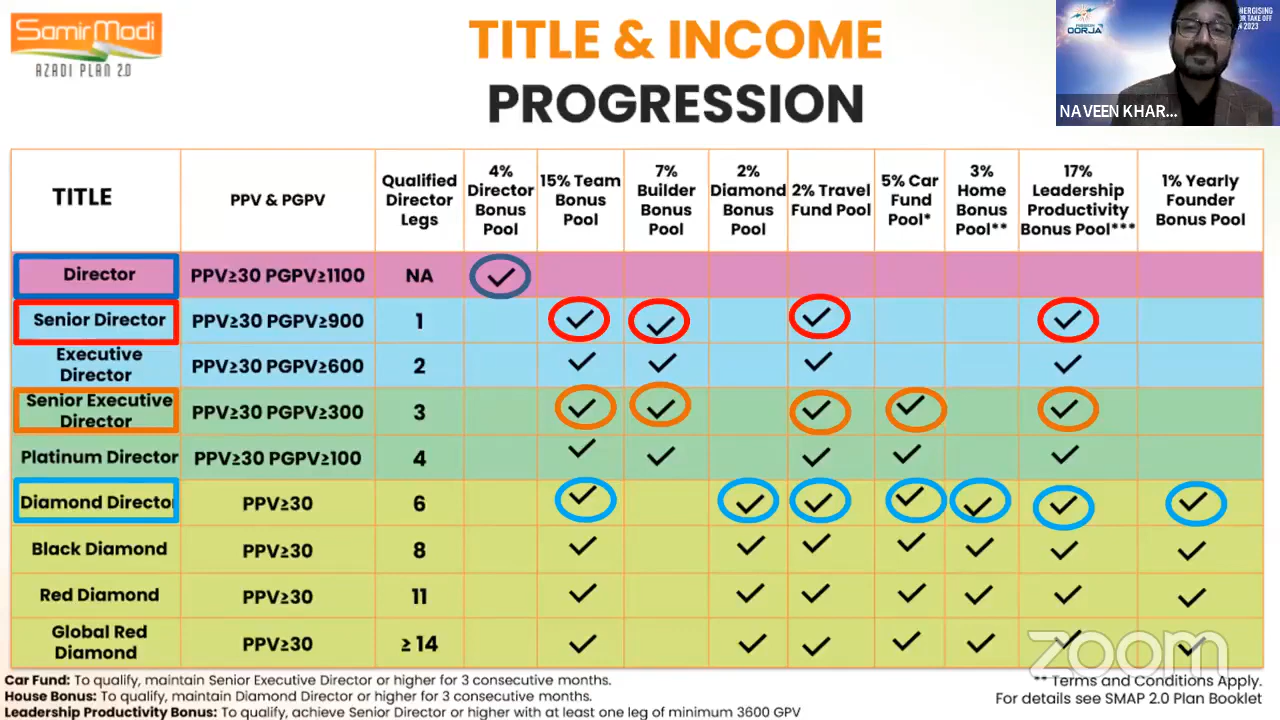 SamirModi
AZADI PLAN 2.0
TITLE & INCOME
PROGRESSION
OORJA
TAKE OFF
2023
NAVEEN KHAR...
TITLE
PPV & PGPV
Qualified
Director
Legs
4%
Director
Bonus
Pool
15% Team
Bonus
Pool
7%
Builder
Bonus
Pool
2%
Diamond
Bonus
Pool
2% Travel
Fund Pool
5% Car
Fund
Pool*
3%
Home
Bonus
Pool**
17%
Leadership
Productivity
Bonus Pool***
1% Yearly
Founder
Bonus Pool
Director PPV≥30 PGPV≥1100 NA
Senior Director PPV≥30 PGPV≥900 1
Executive
Director PPV≥30 PGPV≥600 2
Senior Executive
Director PPV≥30 PGPV≥300 3
Platinum Director PPV≥30 PGPV≥100 4
Diamond Director PPV≥30 6
Black Diamond PPV≥30 8
Red Diamond PPV≥30 11
Global Red
Diamond PPV≥30 ≥ 14
zoom
Car Fund: To qualify, maintain Senior Executive Director or higher for 3 consecutive months.
House Bonus: To qualify, maintain Diamond Director or higher for 3 consecutive months.
Leadership Productivity Bonus: To qualify, achieve Senior Director or higher with at least one leg of minimum 3600 GPV
** Terms and Conditions Apply.
For details see SMAP 2.0 Plan Booklet